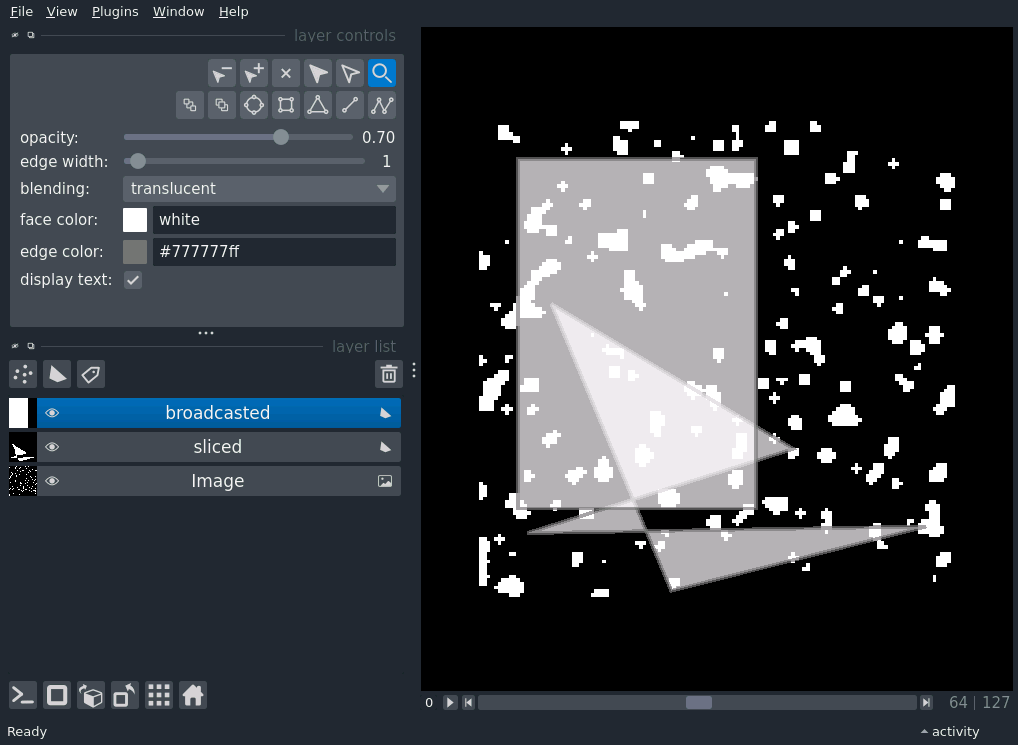 File View Plugins Window Help
layer controls
opacity: 0.70
edge width: 1
blending: translucent
face color: white
edge color: #777777ff
display text:
layer list
broadcasted
sliced
Image
0 64 | 127
Ready activity